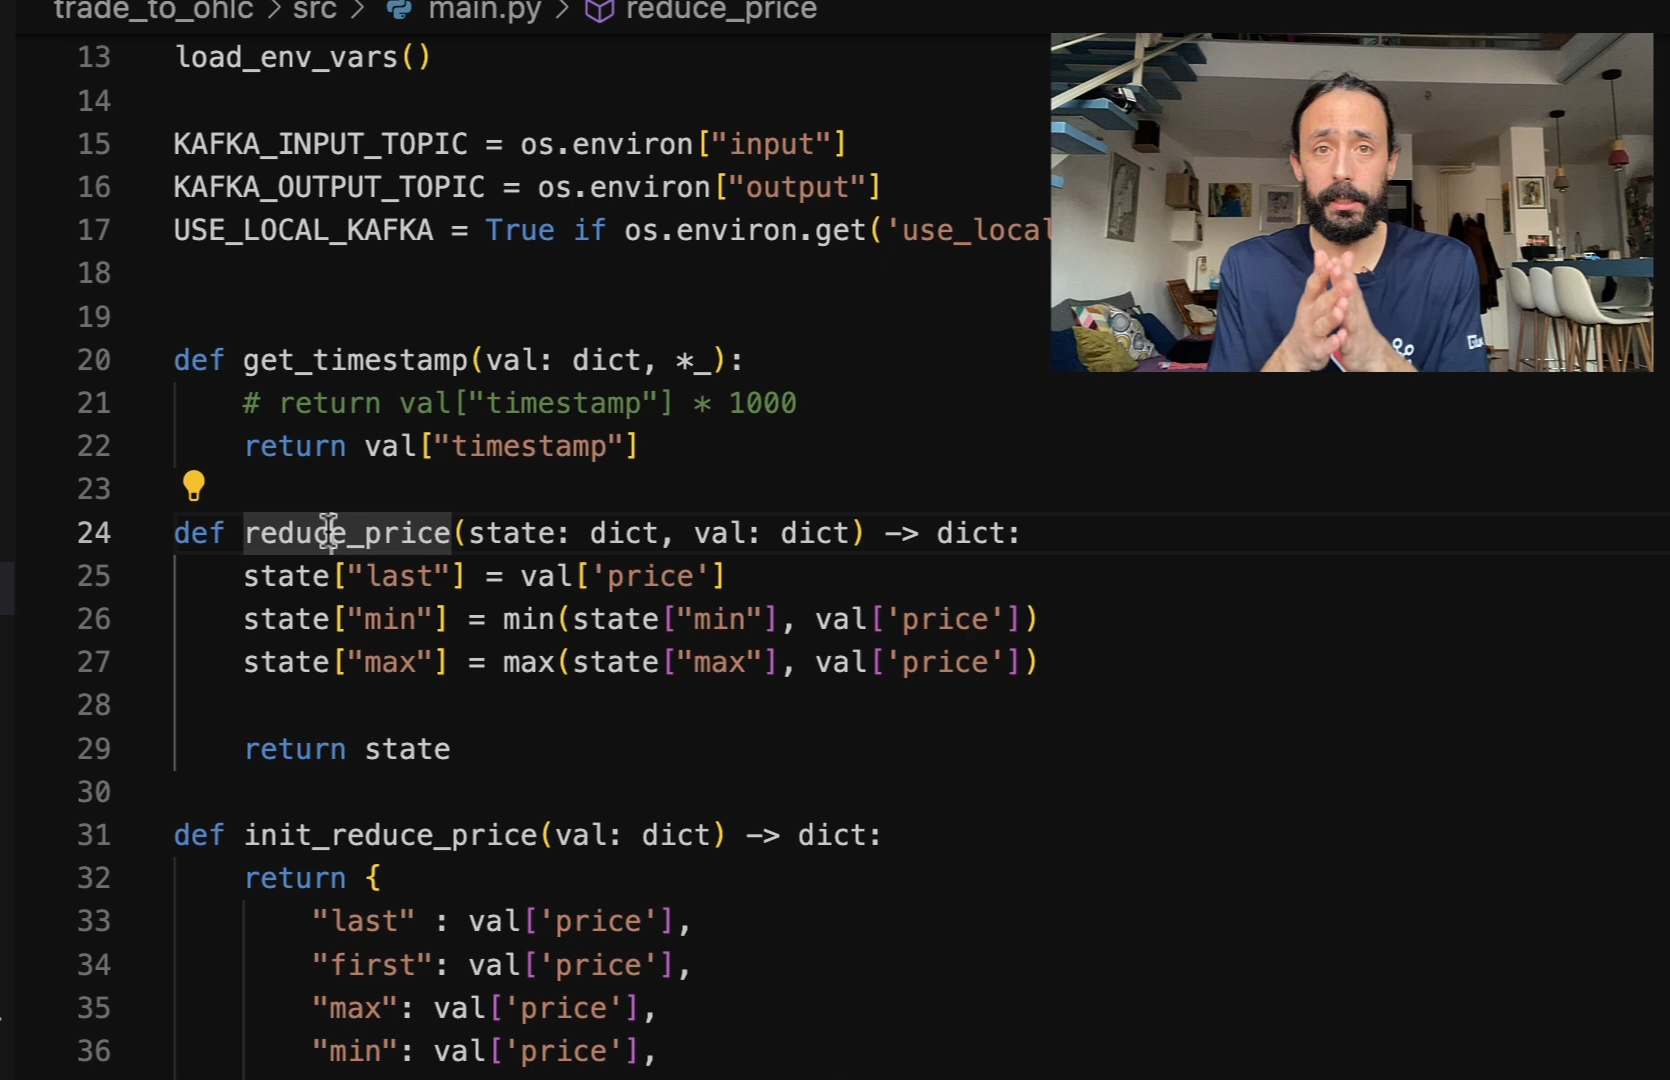 trade_to_ohlc > src > main.py > reduce_price
13 load_env_vars()
14
15 KAFKA_INPUT_TOPIC = os.environ["input"]
16 KAFKA_OUTPUT_TOPIC = os.environ["output"]
17 USE_LOCAL_KAFKA = True if os.environ.get('use_local
18
19
20 def get_timestamp(val: dict, *_):
21 # return val["timestamp"] * 1000
22 return val["timestamp"]
23
24 def reduce_price(state: dict, val: dict) -> dict:
25 state["last"] = val['price']
26 state["min"] = min(state["min"], val['price'])
27 state["max"] = max(state["max"], val['price'])
28
29 return state
30
31 def init_reduce_price(val: dict) -> dict:
32 return {
33 "last" : val['price'],
34 "first": val['price'],
35 "max": val['price'],
36 "min": val['price'],